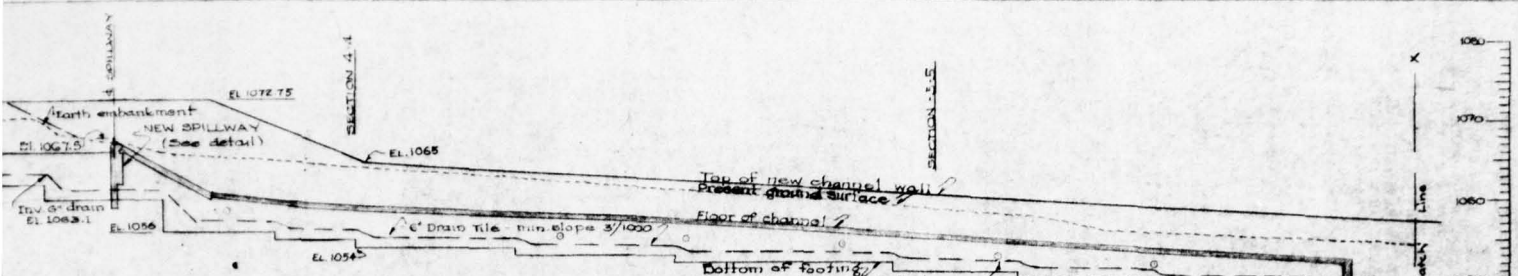 SPILLWAY
SECTION 4-4
SECTION-5-5
X
1080
EL 1072.75
Earth embankment
NEW SPILLWAY
(See detail)
1070
El. 1067.5
EL. 1065
Top of new channel wall
Present ground surface
Line
1060
Inv. 6" drain
El. 1063.1
EL. 1056
Floor of channel
6" Drain Tile - min. slope 3'/1000
EL. 1054
Bottom of footing